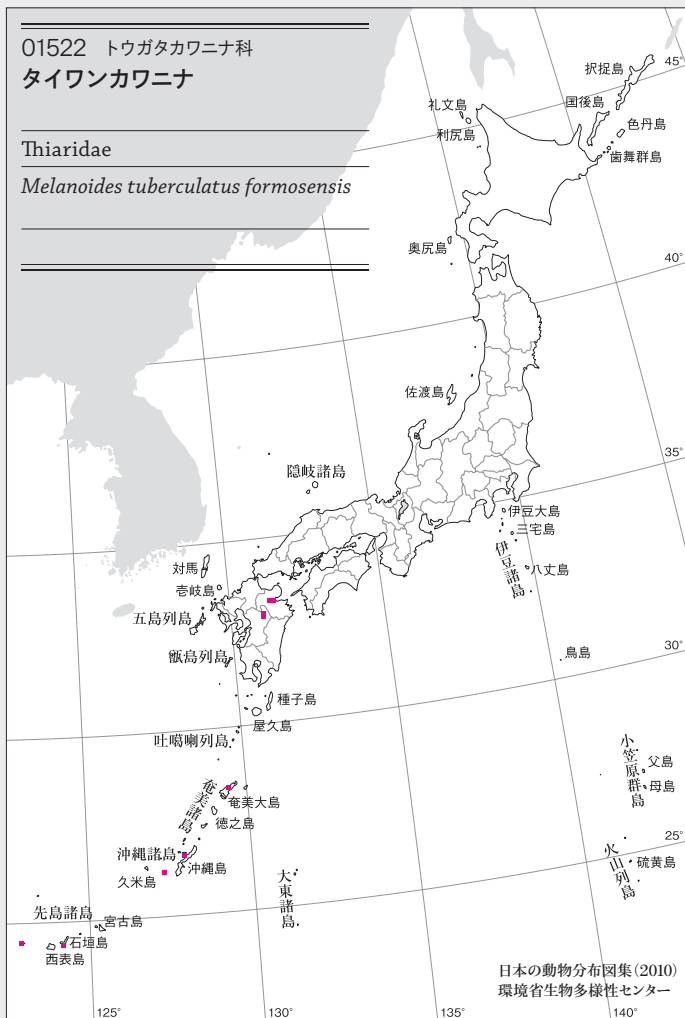 01522 トウガタカワニナ科
タイワンカワニナ
Thiaridae
Melanoides tuberculatus formosensis
45°
択捉島
国後島
礼文島
色丹島
利尻島
歯舞群島
奥尻島
40°
佐渡島
35°
隠岐諸島
伊豆大島
三宅島
伊豆諸島
八丈島
対馬
壱岐島
五島列島
甑島列島
鳥島
30°
種子島
屋久島
吐噶喇列島
小笠原群島
父島
母島
奄美諸島
奄美大島
徳之島
25°
沖縄諸島
沖縄島
久米島
大東諸島
火山列島
硫黄島
先島諸島
宮古島
石垣島
西表島
日本の動物分布図集(2010)
環境省生物多様性センター
125°
130°
135°
140°